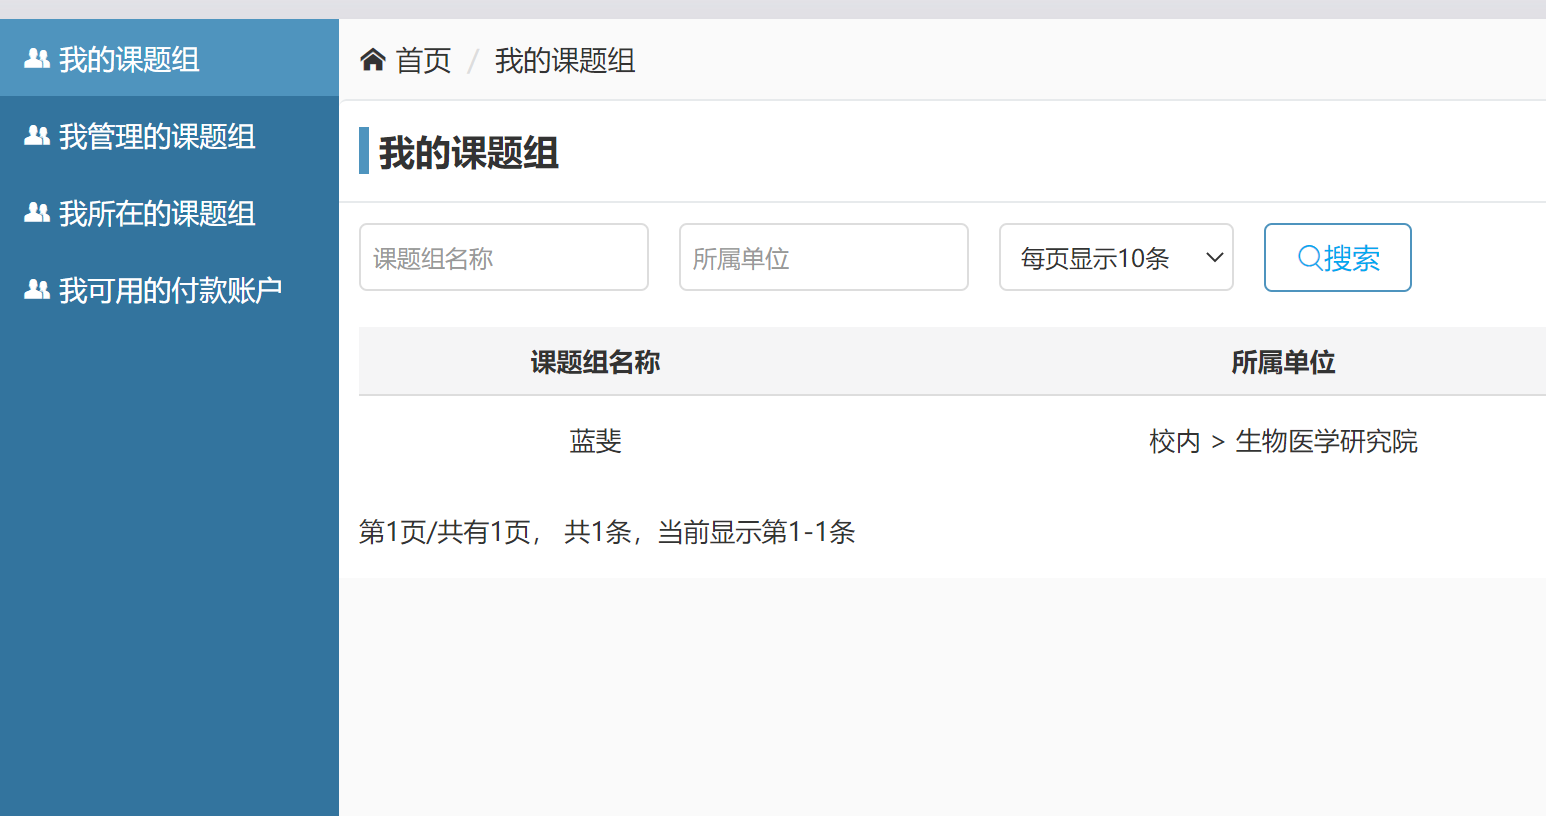 我的课题组
我管理的课题组
我所在的课题组
我可用的付款账户
首页 / 我的课题组
我的课题组
课题组名称 所属单位 每页显示10条 搜索
课题组名称 所属单位
蓝斐 校内 > 生物医学研究院
第1页/共有1页， 共1条，当前显示第1-1条